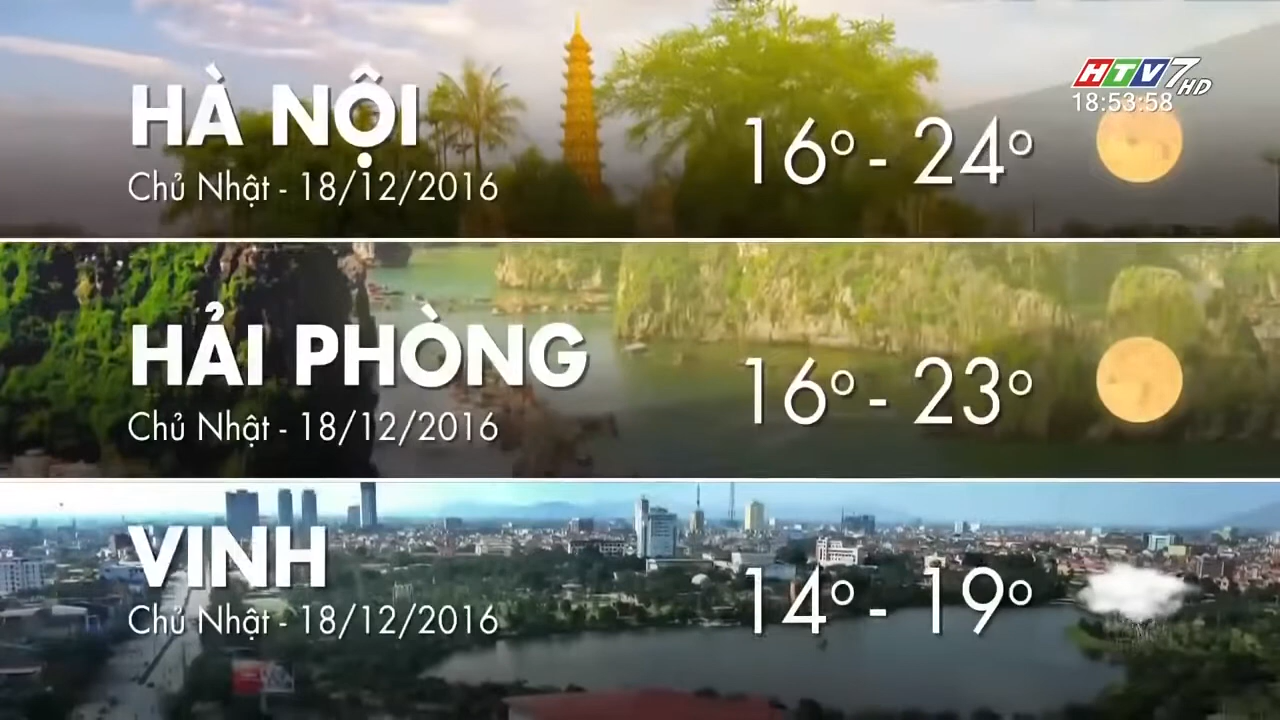 HTV7 HD
18:53:58
HÀ NỘI
Chủ Nhật - 18/12/2016
16° - 24°
HẢI PHÒNG
Chủ Nhật - 18/12/2016
16° - 23°
VINH
Chủ Nhật - 18/12/2016
14° - 19°